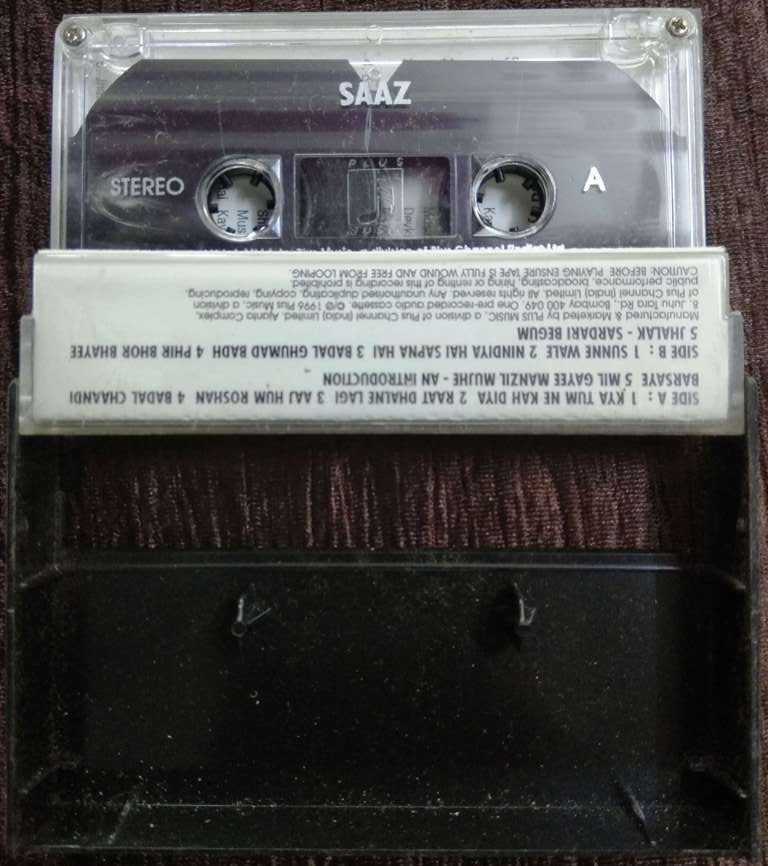 SAAZ
STEREO
PLUS
A
SIDE A : 1 KYA TUM NE KAH DIYA 2 RAAT DHALNE LAGI 3 AAJ HUM ROSHAN 4 BADAL CHAANDI
BARSAYE 5 MIL GAYEE MANZIL MUJHE - AN INTRODUCTION
SIDE B : 1 SUNNE WALE 2 NINDIYA HAI SAPNA HAI 3 BADAL GHUMAD BADH 4 PHIR BHOR BHAYEE
5 JHALAK - SARDARI BEGUM
Manufactured & Marketed by PLUS MUSIC, a division of Plus Channel (India) Limited, Ajanta Complex,
8, Juhu Tara Rd., Bombay 400 049. One pre-recorded audio cassette. ℗/© 1996 Plus Music, a division
of Plus Channel (India) Limited. All rights reserved. Any unauthorised duplicating, copying, reproducing,
public performance, broadcasting, hiring or renting of this recording is prohibited.
CAUTION: BEFORE PLAYING ENSURE TAPE IS FULLY WOUND AND FREE FROM LOOPING